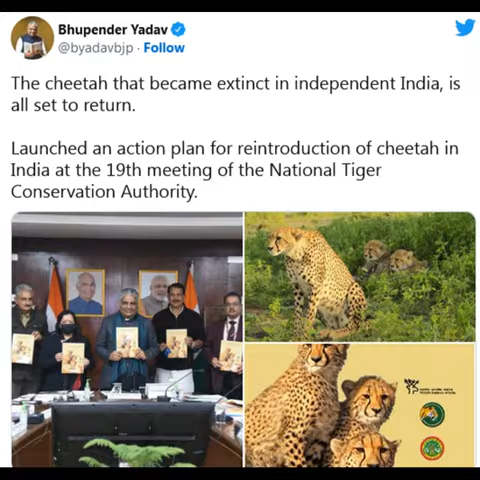 Bhupender Yadav
@byadavbjp · Follow
The cheetah that became extinct in independent India, is
all set to return.
Launched an action plan for reintroduction of cheetah in
India at the 19th meeting of the National Tiger
Conservation Authority.